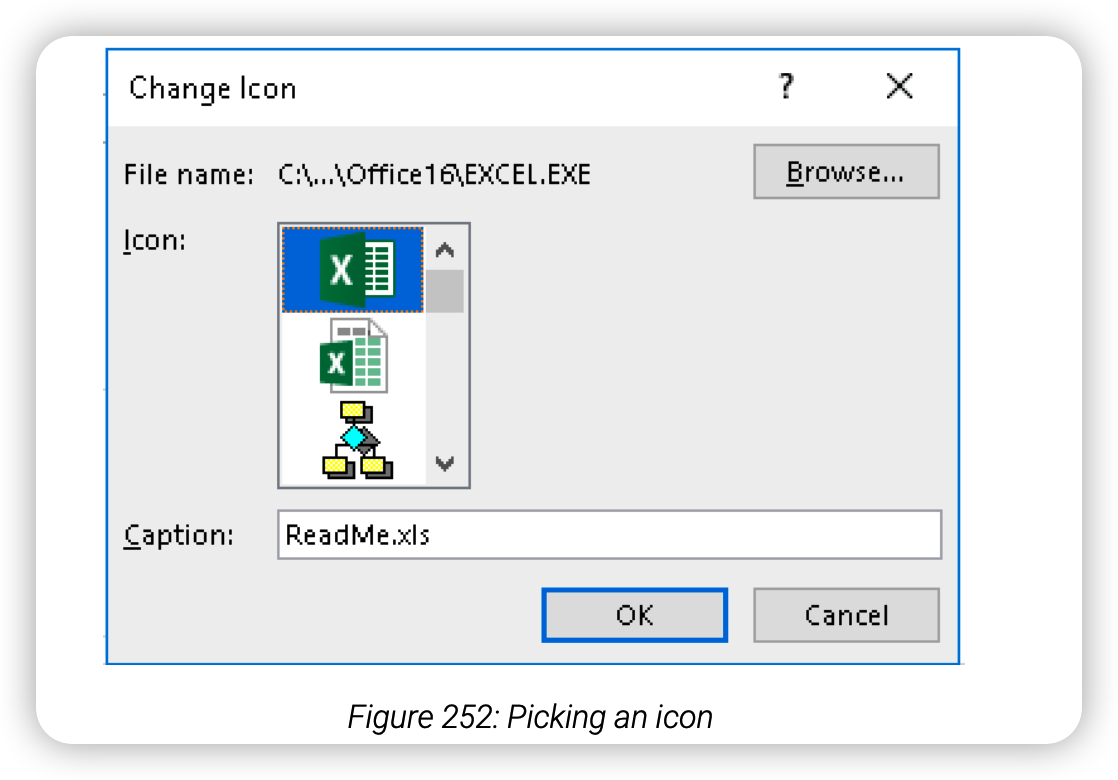 Change Icon ? X
File name: C:\...\Office16\EXCEL.EXE Browse...
Icon:
X
X
Caption: ReadMe.xls
OK Cancel
Figure 252: Picking an icon